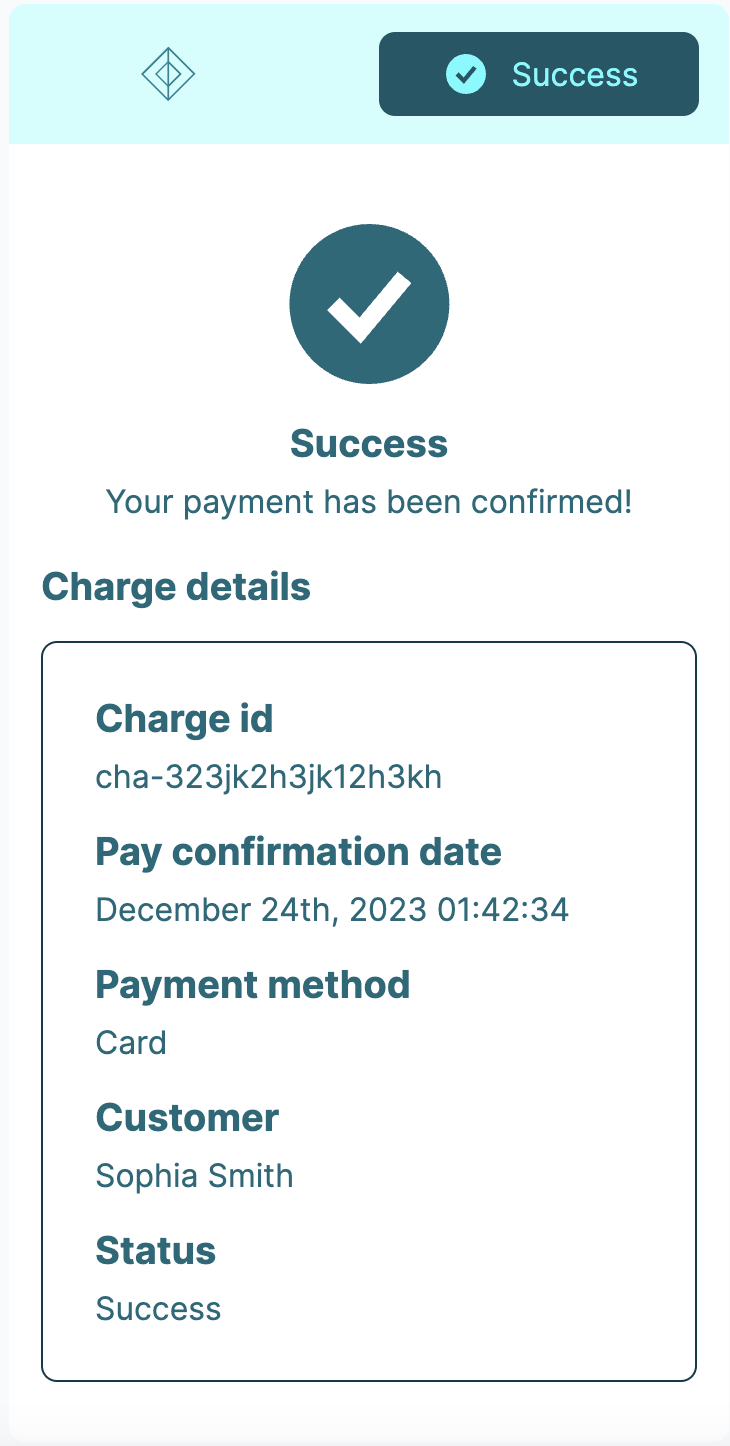 Success
Success
Your payment has been confirmed!
Charge details
Charge id
cha-323jk2h3jk12h3kh
Pay confirmation date
December 24th, 2023 01:42:34
Payment method
Card
Customer
Sophia Smith
Status
Success